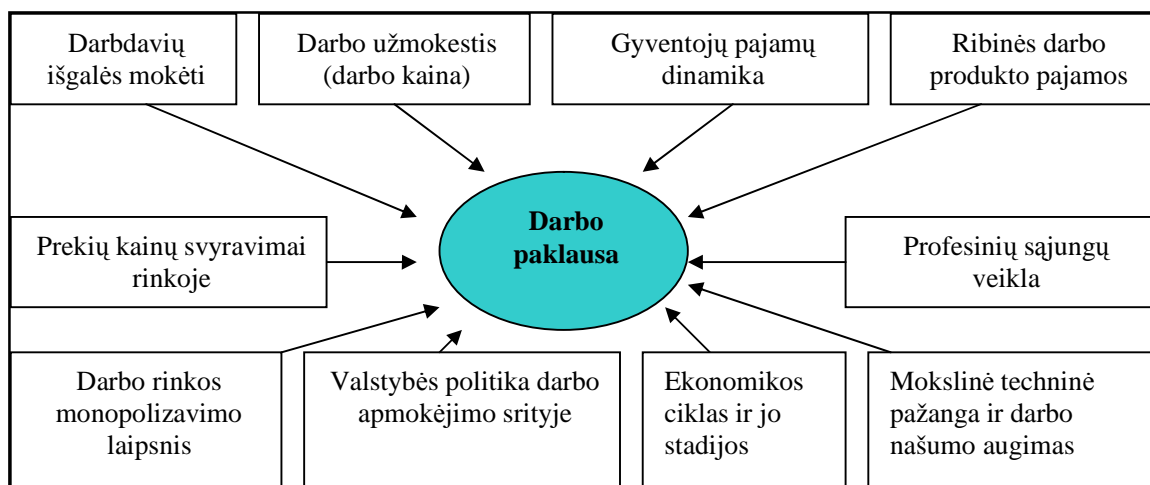 Darbdavių
išgalės mokėti
Darbo užmokestis
(darbo kaina)
Gyventojų pajamų
dinamika
Ribinės darbo
produkto pajamos
Prekių kainų svyravimai
rinkoje
Darbo
paklausa
Profesinių sąjungų
veikla
Darbo rinkos
monopolizavimo
laipsnis
Valstybės politika darbo
apmokėjimo srityje
Ekonomikos
ciklas ir jo
stadijos
Mokslinė techninė
pažanga ir darbo
našumo augimas